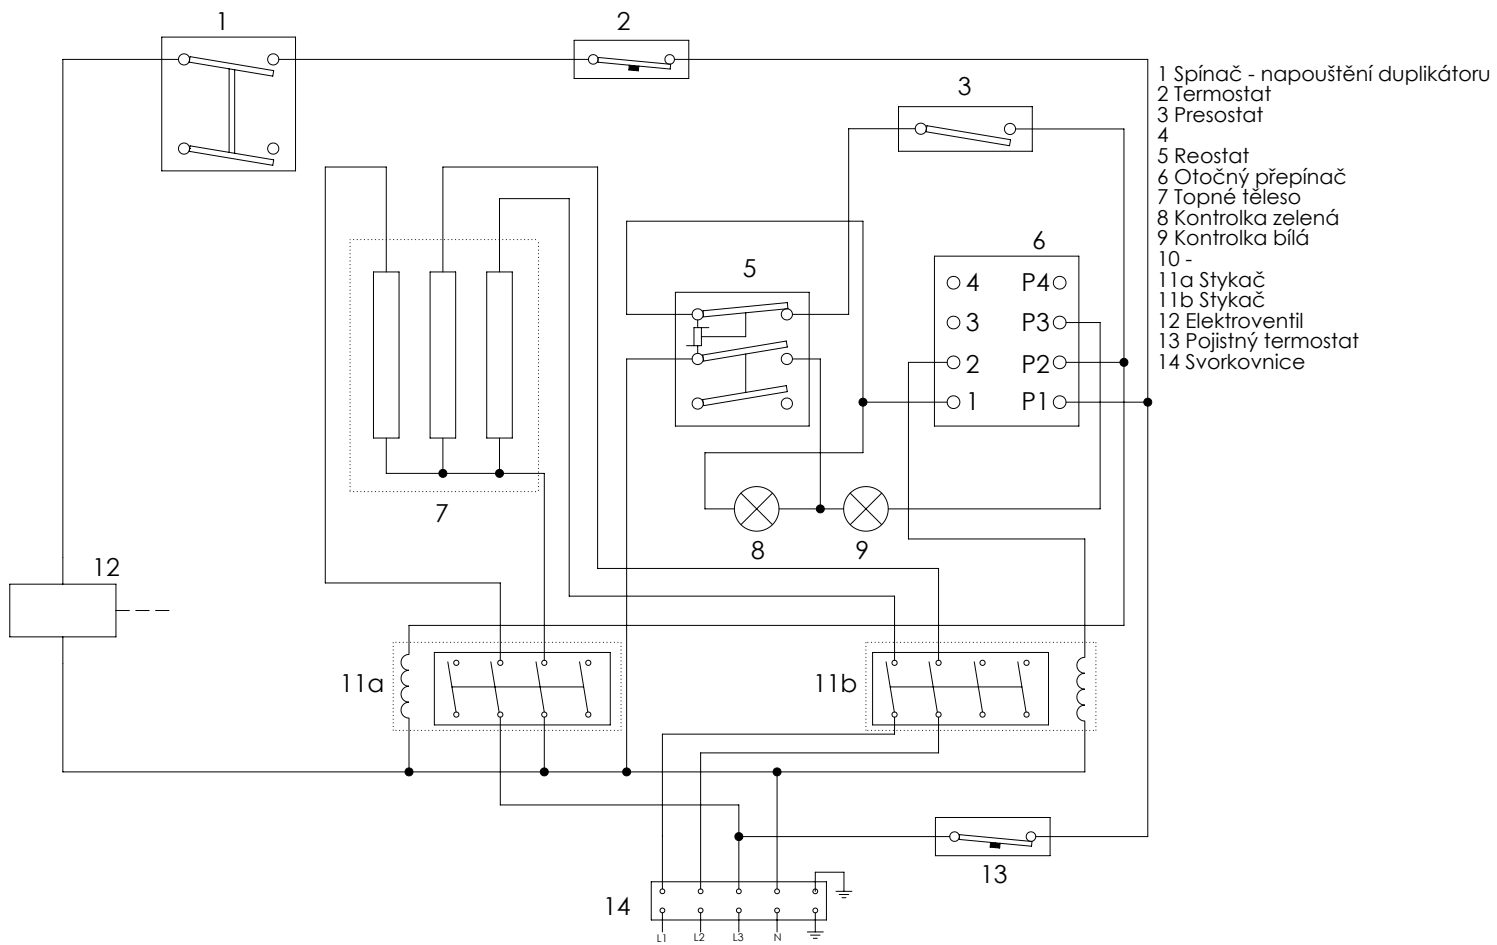 1
2
3
1 Spínač - napouštění duplikátoru
2 Termostat
3 Presostat
4
5 Reostat
6 Otočný přepínač
7 Topné těleso
8 Kontrolka zelená
9 Kontrolka bílá
10 -
11a Stykač
11b Stykač
12 Elektroventil
13 Pojistný termostat
14 Svorkovnice
5
6
4 P4
3 P3
2 P2
1 P1
7
8
9
12
11a
11b
13
14
L1 L2 L3 N